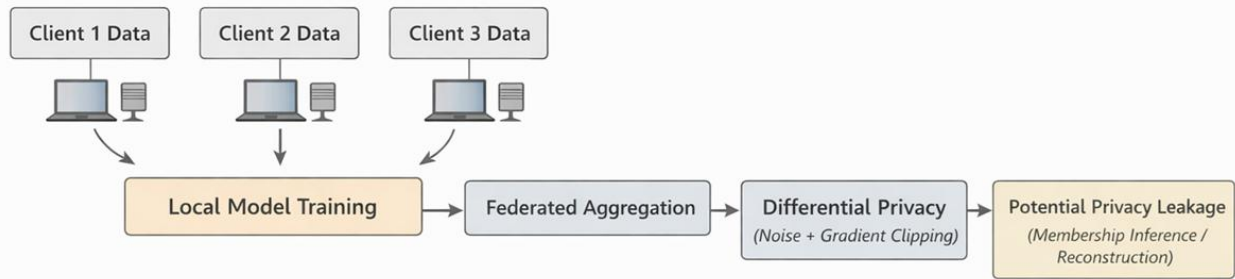 Client 1 Data
Client 2 Data
Client 3 Data
Local Model Training
Federated Aggregation
Differential Privacy
(Noise + Gradient Clipping)
Potential Privacy Leakage
(Membership Inference /
Reconstruction)